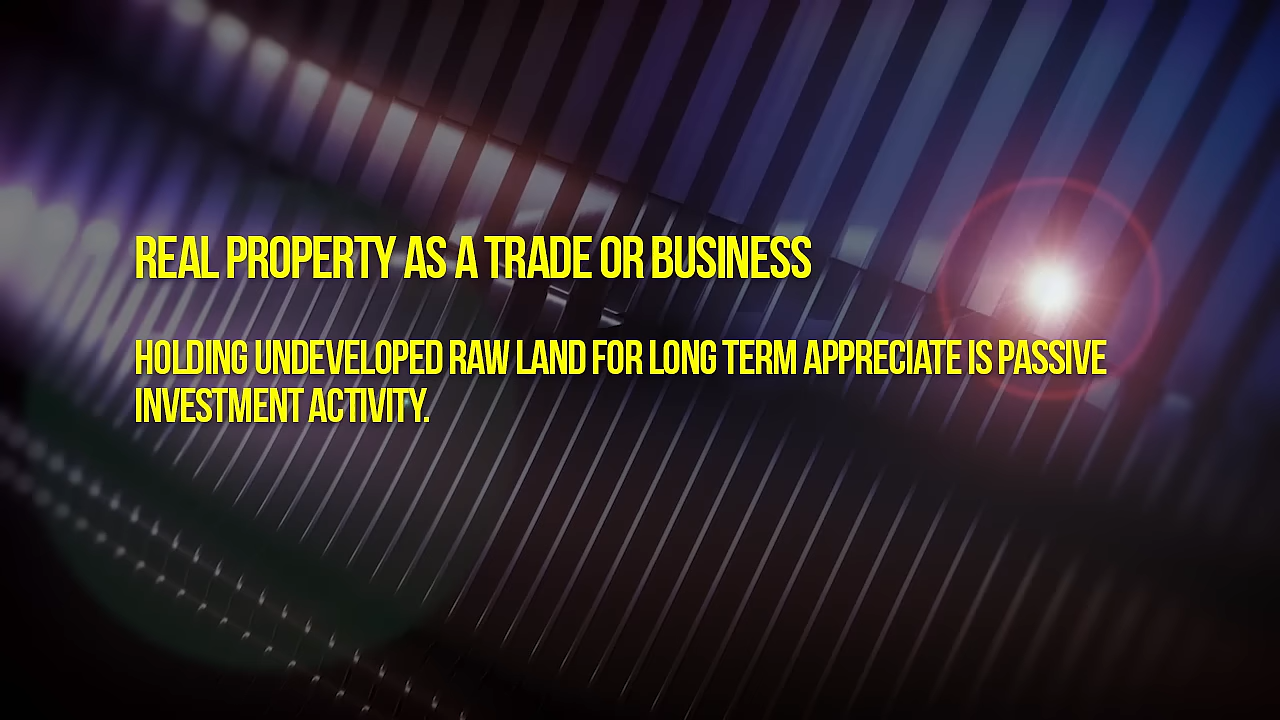 REAL PROPERTY AS A TRADE OR BUSINESS
HOLDING UNDEVELOPED RAW LAND FOR LONG TERM APPRECIATE IS PASSIVE
INVESTMENT ACTIVITY.